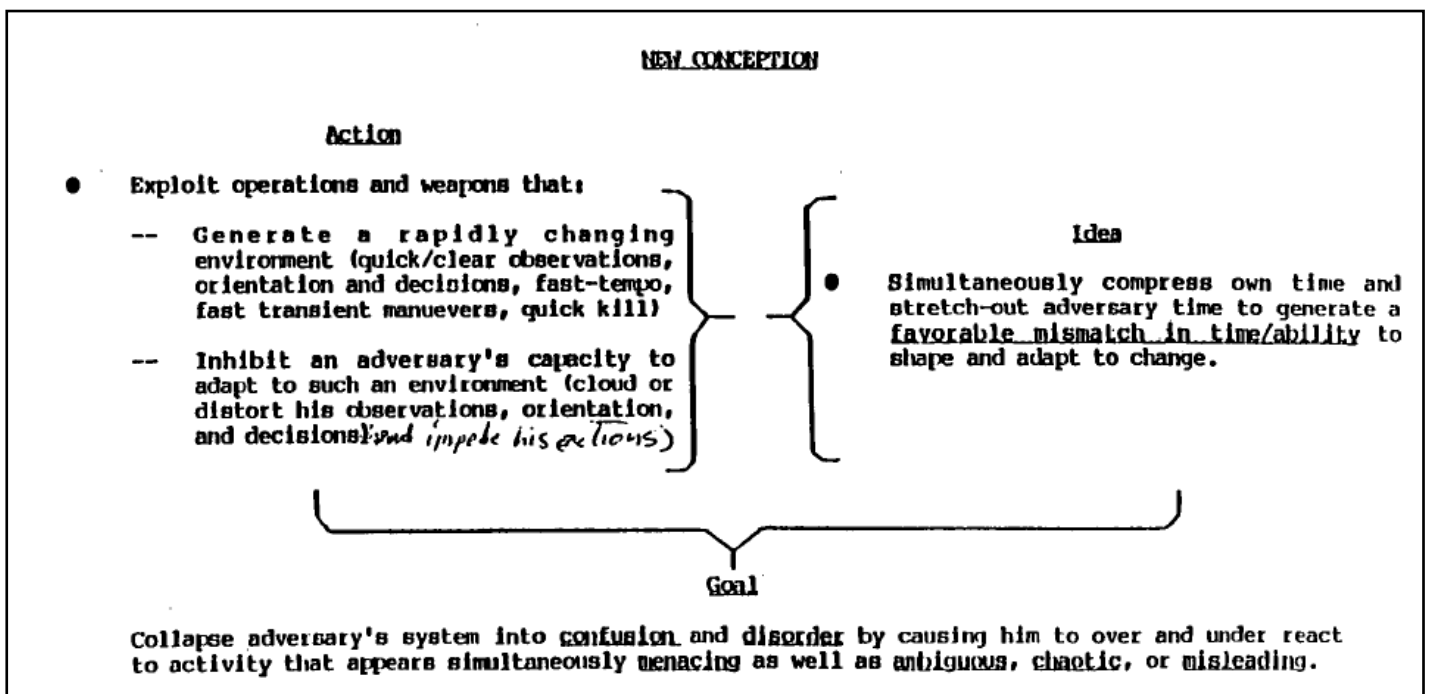 NEW CONCEPTION
Action
● Exploit operations and weapons that:
-- Generate a rapidly changing
environment (quick/clear observations,
orientation and decisions, fast-tempo,
fast transient manuevers, quick kill)
-- Inhibit an adversary's capacity to
adapt to such an environment (cloud or
distort his observations, orientation,
and decisions) and impede his actions)
Idea
● Simultaneously compress own time and
stretch-out adversary time to generate a
favorable mismatch in time/ability to
shape and adapt to change.
Goal
Collapse adversary's system into confusion and disorder by causing him to over and under react
to activity that appears simultaneously menacing as well as ambiguous, chaotic, or misleading.